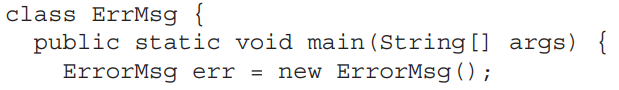 class ErrMsg {
  public static void main(String[] args) {
    ErrorMsg err = new ErrorMsg();